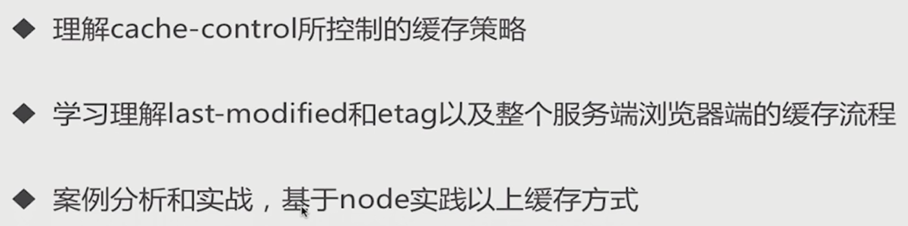 ◆ 理解cache-control所控制的缓存策略
◆ 学习理解last-modified和etag以及整个服务端浏览器端的缓存流程
◆ 案例分析和实战，基于node实践以上缓存方式